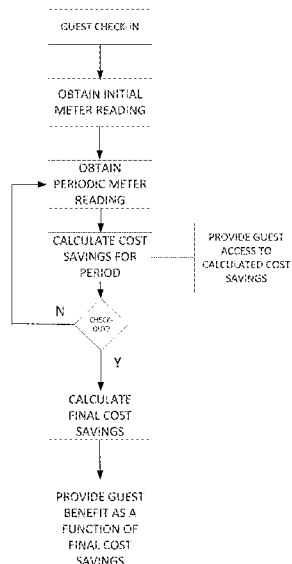 GUEST CHECK-IN
OBTAIN INITIAL
METER READING
OBTAIN
PERIODIC METER
READING
CALCULATE COST
SAVINGS FOR
PERIOD
PROVIDE GUEST
ACCESS TO
CALCULATED COST
SAVINGS
N
CHECK-
OUT?
Y
CALCULATE
FINAL COST
SAVINGS
PROVIDE GUEST
BENEFIT AS A
FUNCTION OF
FINAL COST
SAVINGS